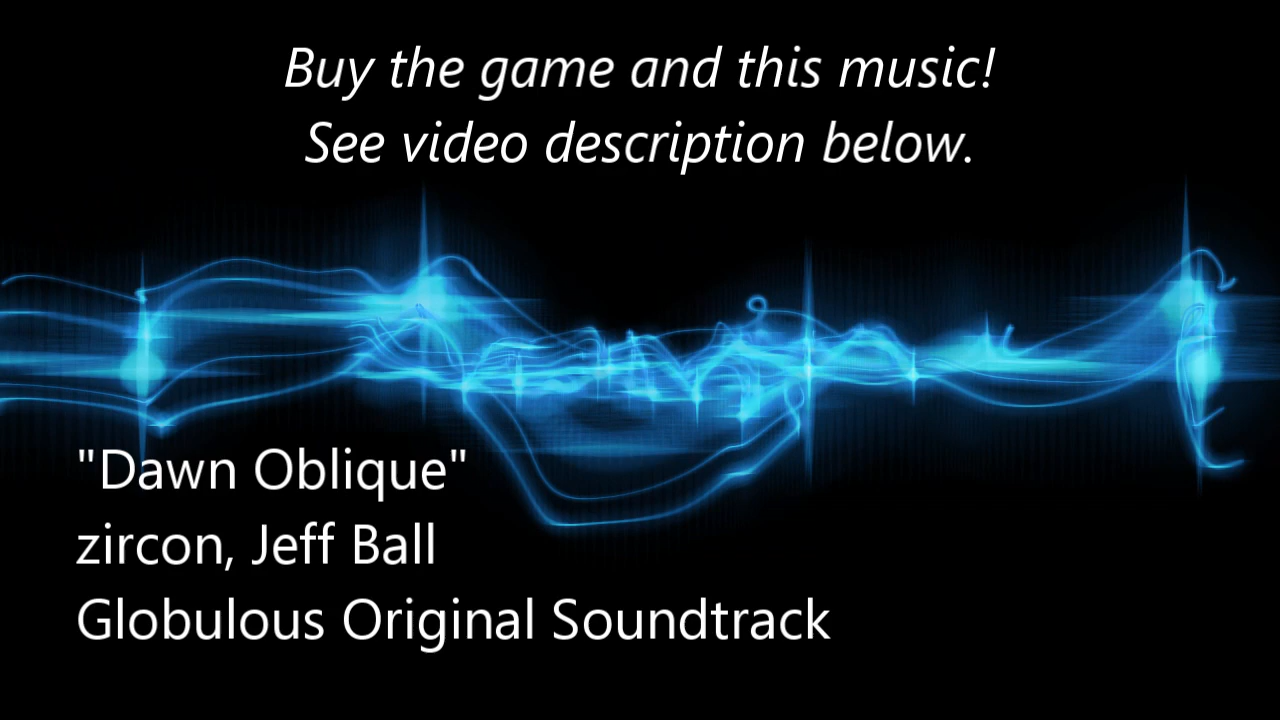 Buy the game and this music!
See video description below.
"Dawn Oblique"
zircon, Jeff Ball
Globulous Original Soundtrack